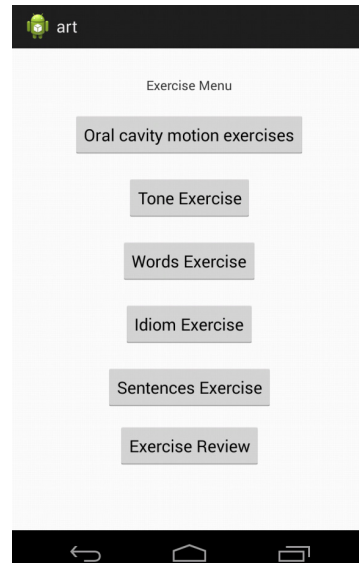 art
Exercise Menu
Oral cavity motion exercises
Tone Exercise
Words Exercise
Idiom Exercise
Sentences Exercise
Exercise Review